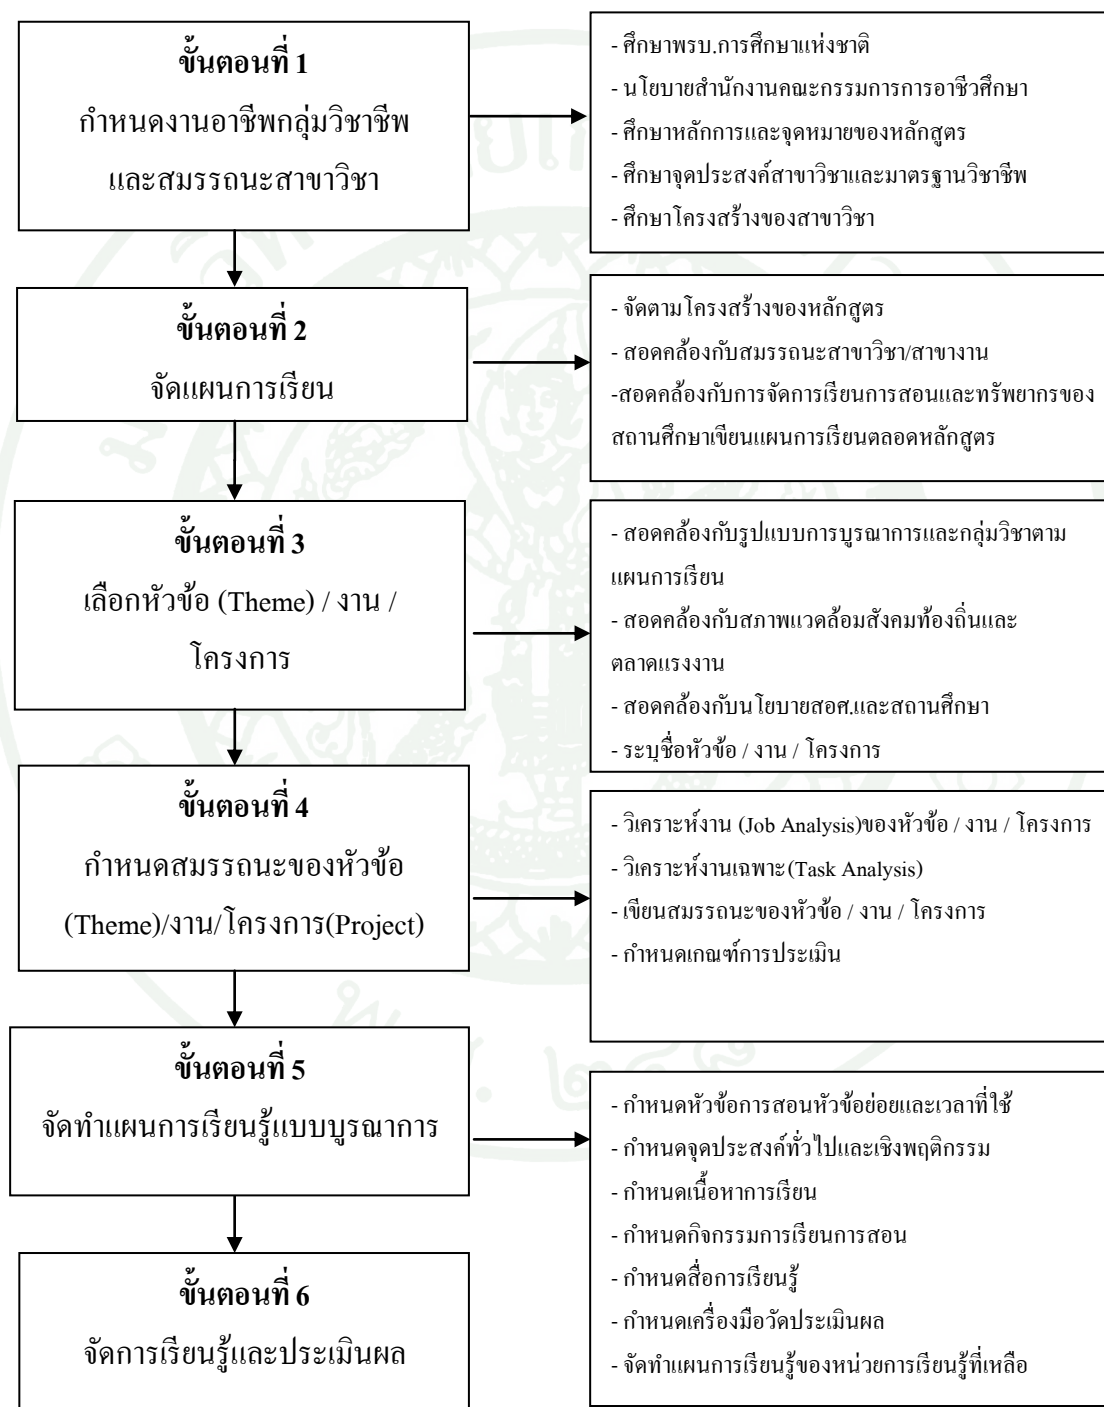 ขั้นตอนที่ 1
กำหนดงานอาชีพกลุ่มวิชาชีพ
และสมรรถนะสาขาวิชา
- ศึกษาพรบ.การศึกษาแห่งชาติ
- นโยบายสำนักงานคณะกรรมการการอาชีวศึกษา
- ศึกษาหลักการและจุดหมายของหลักสูตร
- ศึกษาจุดประสงค์สาขาวิชาและมาตรฐานวิชาชีพ
- ศึกษาโครงสร้างของสาขาวิชา
ขั้นตอนที่ 2
จัดแผนการเรียน
- จัดตามโครงสร้างของหลักสูตร
- สอดคล้องกับสมรรถนะสาขาวิชา/สาขางาน
-สอดคล้องกับการจัดการเรียนการสอนและทรัพยากรของ
สถานศึกษาเขียนแผนการเรียนตลอดหลักสูตร
ขั้นตอนที่ 3
เลือกหัวข้อ (Theme) / งาน /
โครงการ
- สอดคล้องกับรูปแบบการบูรณาการและกลุ่มวิชาตาม
แผนการเรียน
- สอดคล้องกับสภาพแวดล้อมสังคมท้องถิ่นและ
ตลาดแรงงาน
- สอดคล้องกับนโยบายสอศ.และสถานศึกษา
- ระบุชื่อหัวข้อ / งาน / โครงการ
ขั้นตอนที่ 4
กำหนดสมรรถนะของหัวข้อ
(Theme)/งาน/โครงการ(Project)
- วิเคราะห์งาน (Job Analysis)ของหัวข้อ / งาน / โครงการ
- วิเคราะห์งานเฉพาะ(Task Analysis)
- เขียนสมรรถนะของหัวข้อ / งาน / โครงการ
- กำหนดเกณฑ์การประเมิน
ขั้นตอนที่ 5
จัดทำแผนการเรียนรู้แบบบูรณาการ
- กำหนดหัวข้อการสอนหัวข้อย่อยและเวลาที่ใช้
- กำหนดจุดประสงค์ทั่วไปและเชิงพฤติกรรม
- กำหนดเนื้อหาการเรียน
- กำหนดกิจกรรมการเรียนการสอน
- กำหนดสื่อการเรียนรู้
- กำหนดเครื่องมือวัดประเมินผล
- จัดทำแผนการเรียนรู้ของหน่วยการเรียนรู้ที่เหลือ
ขั้นตอนที่ 6
จัดการเรียนรู้และประเมินผล